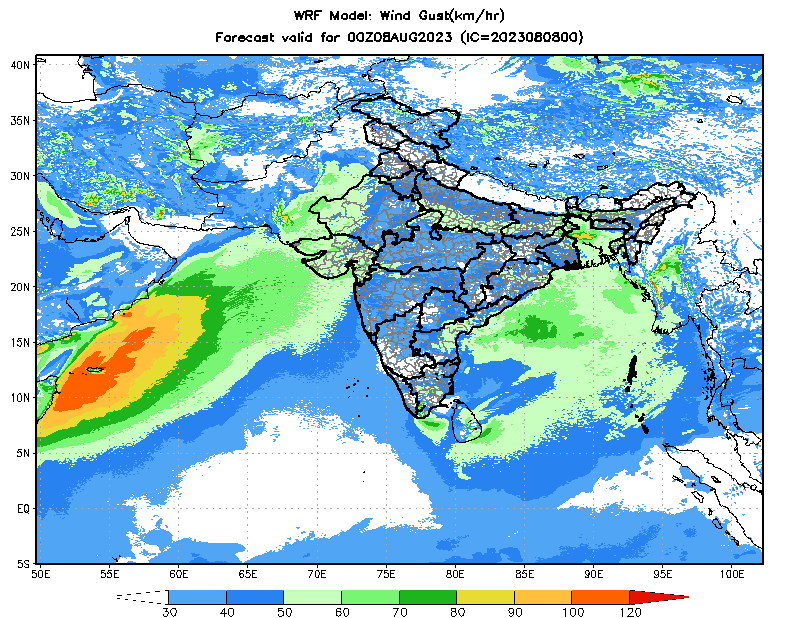 WRF Model: Wind Gust(km/hr)
Forecast valid for 00Z08AUG2023 (IC=2023080800)
40N
35N
30N
25N
20N
15N
10N
5N
EQ
5S
50E 55E 60E 65E 70E 75E 80E 85E 90E 95E 100E
30 40 50 60 70 80 90 100 120